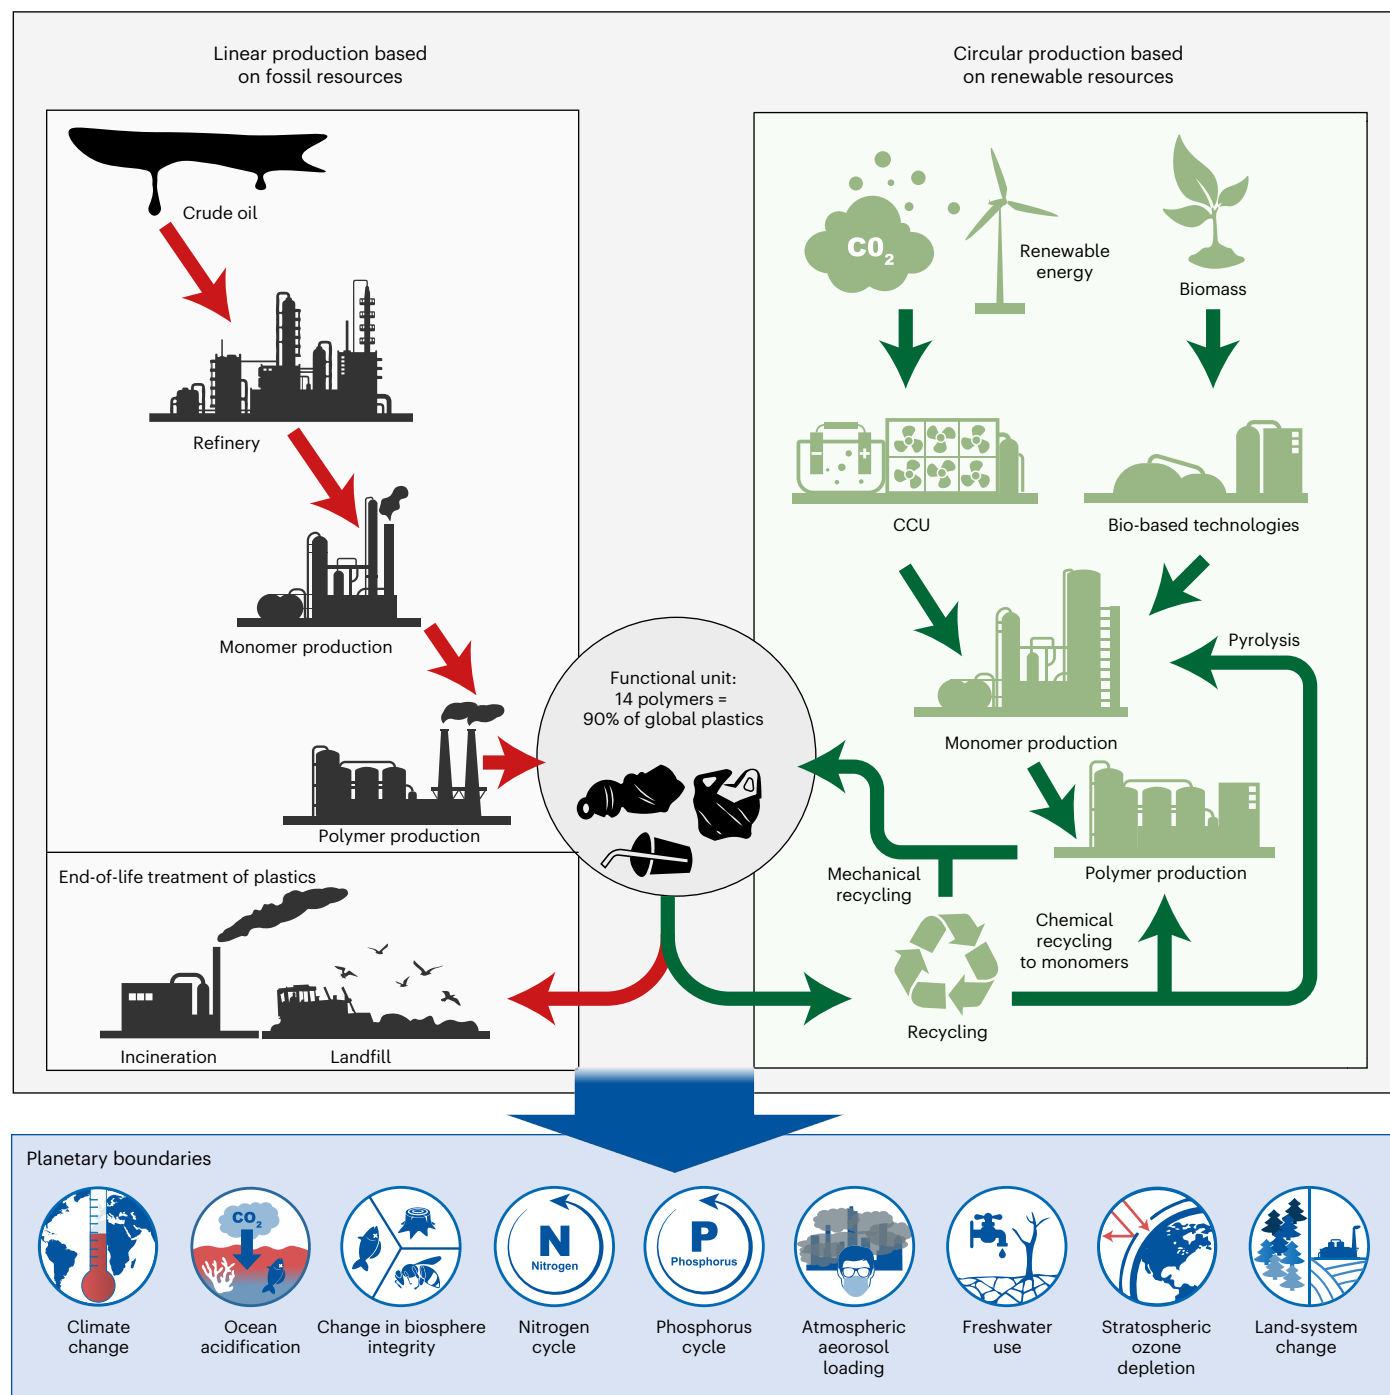 Linear production based
on fossil resources
Circular production based
on renewable resources
Crude oil
Refinery
Monomer production
Polymer production
End-of-life treatment of plastics
Incineration
Landfill
Functional unit:
14 polymers =
90% of global plastics
CO2
Renewable
energy
Biomass
CCU
Bio-based technologies
Pyrolysis
Monomer production
Polymer production
Mechanical
recycling
Chemical
recycling
to monomers
Recycling
Planetary boundaries
CO2
N
Nitrogen
P
Phosphorus
Climate
change
Ocean
acidification
Change in biosphere
integrity
Nitrogen
cycle
Phosphorus
cycle
Atmospheric
aeorosol
loading
Freshwater
use
Stratospheric
ozone
depletion
Land-system
change